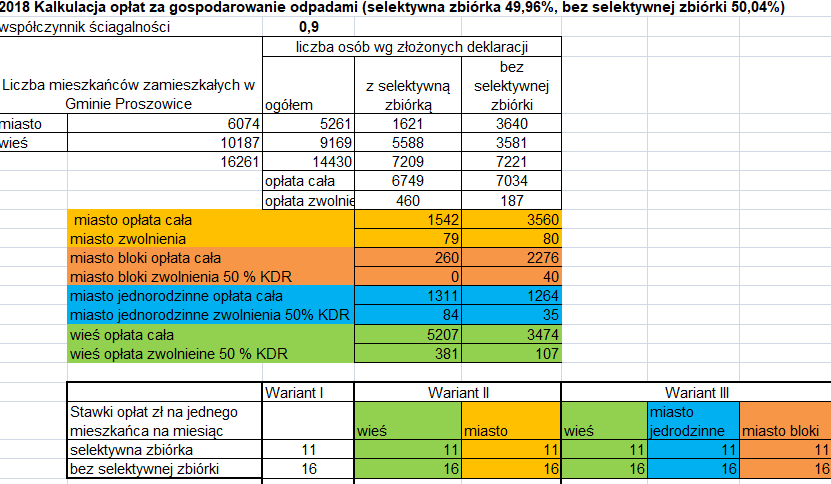 2018 Kalkulacja opłat za gospodarowanie odpadami (selektywna zbiórka 49,96%, bez selektywnej zbiórki 50,04%)
współczynnik ściagalności 0,9
liczba osób wg złożonych deklaracji
Liczba mieszkańców zamieszkałych w
Gminie Proszowice
ogółem
z selektywną
zbiórką
bez
selektywnej
zbiórki
miasto 6074 5261 1621 3640
wieś 10187 9169 5588 3581
16261 14430 7209 7221
opłata cała 6749 7034
opłata zwolnie 460 187
miasto opłata cała 1542 3560
miasto zwolnienia 79 80
miasto bloki opłata cała 260 2276
miasto bloki zwolnienia 50 % KDR 0 40
miasto jednorodzinne opłata cała 1311 1264
miasto jednorodzinne zwolnienia 50% KDR 84 35
wieś opłata cała 5207 3474
wieś opłata zwolnieine 50 % KDR 381 107
Wariant I Wariant II Wariant III
Stawki opłat zł na jednego
mieszkańca na miesiąc
wieś miasto wieś
miasto
jedrodzinne
miasto bloki
selektywna zbiórka 11 11 11 11 11 11
bez selektywnej zbiórki 16 16 16 16 16 16